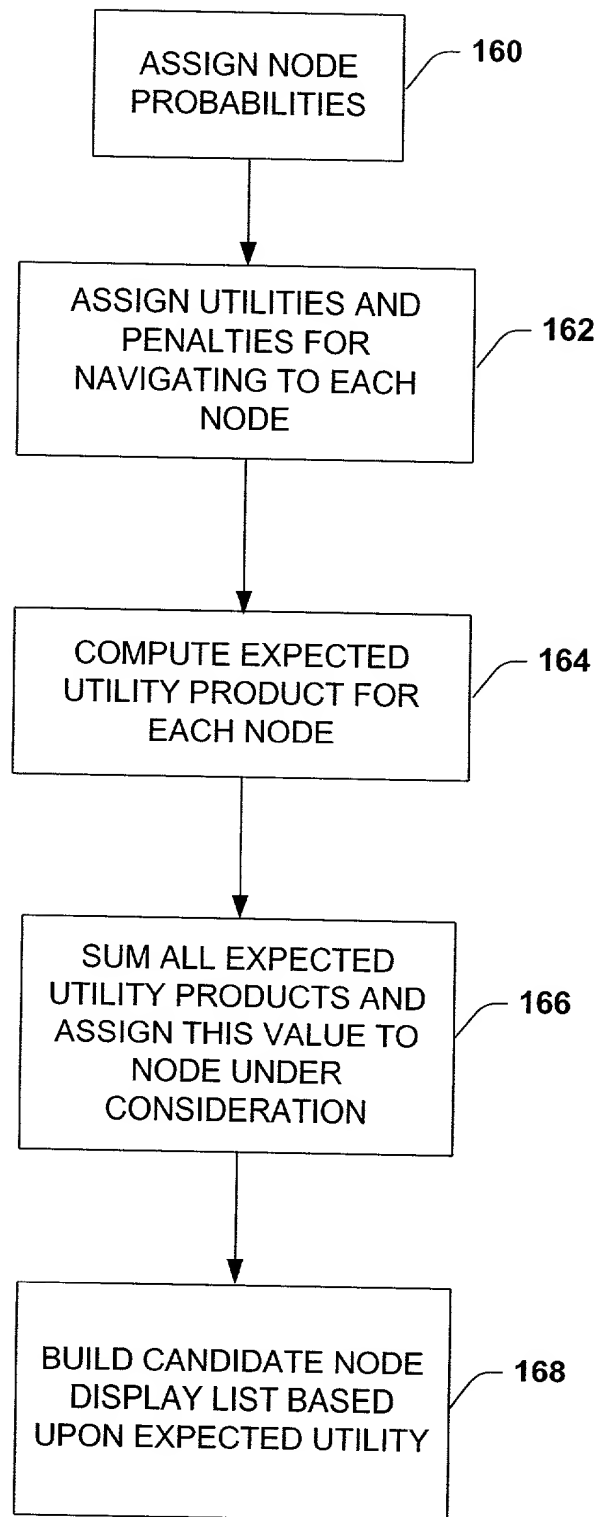 ASSIGN NODE
PROBABILITIES
160
ASSIGN UTILITIES AND
PENALTIES FOR
NAVIGATING TO EACH
NODE
162
COMPUTE EXPECTED
UTILITY PRODUCT FOR
EACH NODE
164
SUM ALL EXPECTED
UTILITY PRODUCTS AND
ASSIGN THIS VALUE TO
NODE UNDER
CONSIDERATION
166
BUILD CANDIDATE NODE
DISPLAY LIST BASED
UPON EXPECTED UTILITY
168